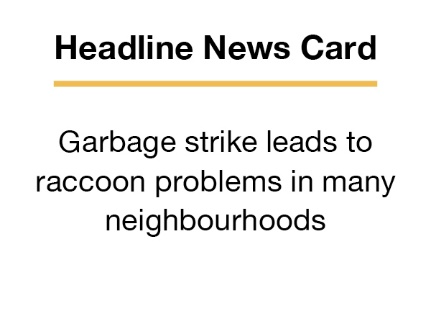 Headline News Card
Garbage strike leads to
raccoon problems in many
neighbourhoods